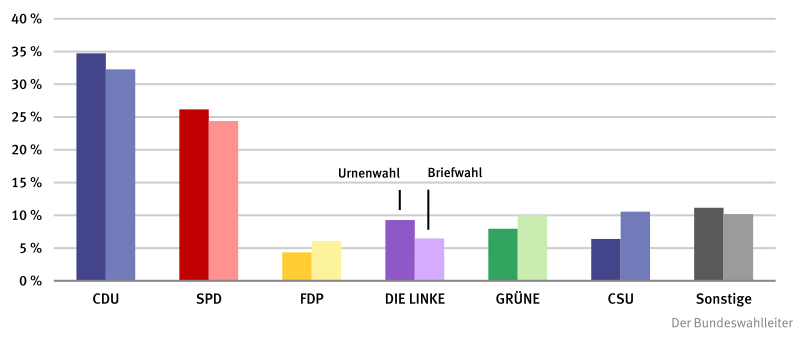 40 %
35 %
30 %
25 %
20 %
15 %
10 %
5 %
0 %
Urnenwahl
Briefwahl
CDU
SPD
FDP
DIE LINKE
GRÜNE
CSU
Sonstige
Der Bundeswahlleiter